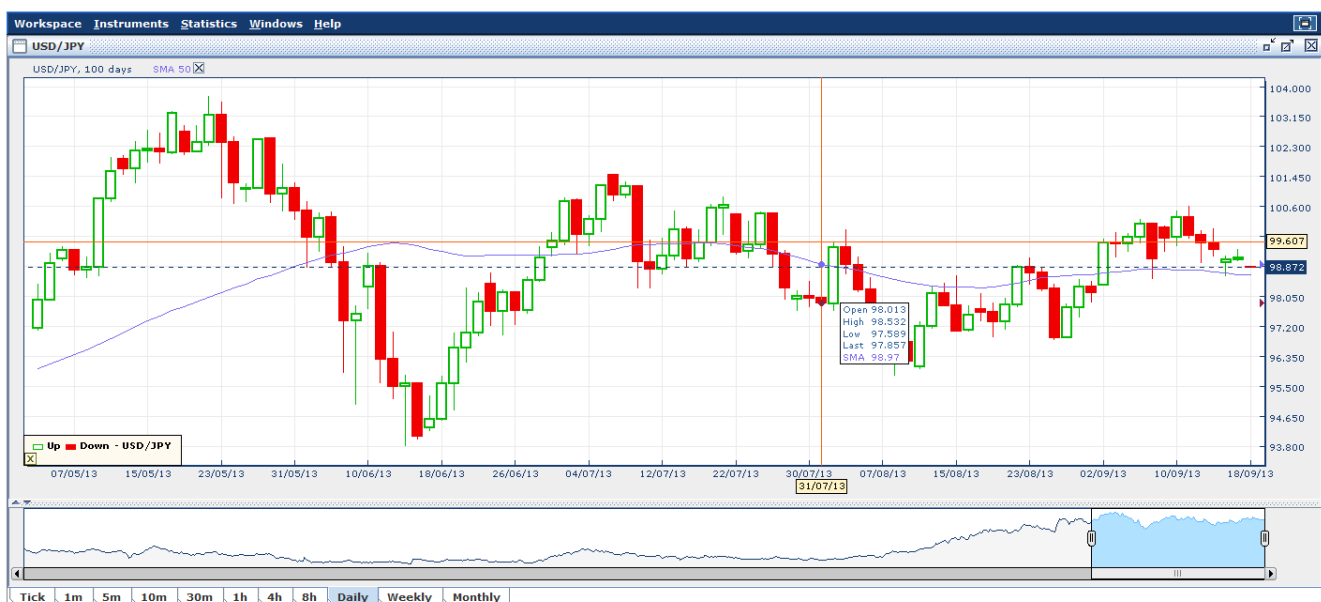 Workspace Instruments Statistics Windows Help
USD/JPY
USD/JPY, 100 days SMA 50
104.000
103.150
102.300
101.450
100.600
99.607
98.872
98.050
97.200
96.350
95.500
94.650
93.800
Open 98.013
High 98.532
Low 97.589
Last 97.857
SMA 98.97
Up Down - USD/JPY
X
07/05/13 15/05/13 23/05/13 31/05/13 10/06/13 18/06/13 26/06/13 04/07/13 12/07/13 22/07/13 30/07/13 07/08/13 15/08/13 23/08/13 02/09/13 10/09/13 18/09/13
31/07/13
Tick 1m 5m 10m 30m 1h 4h 8h Daily Weekly Monthly